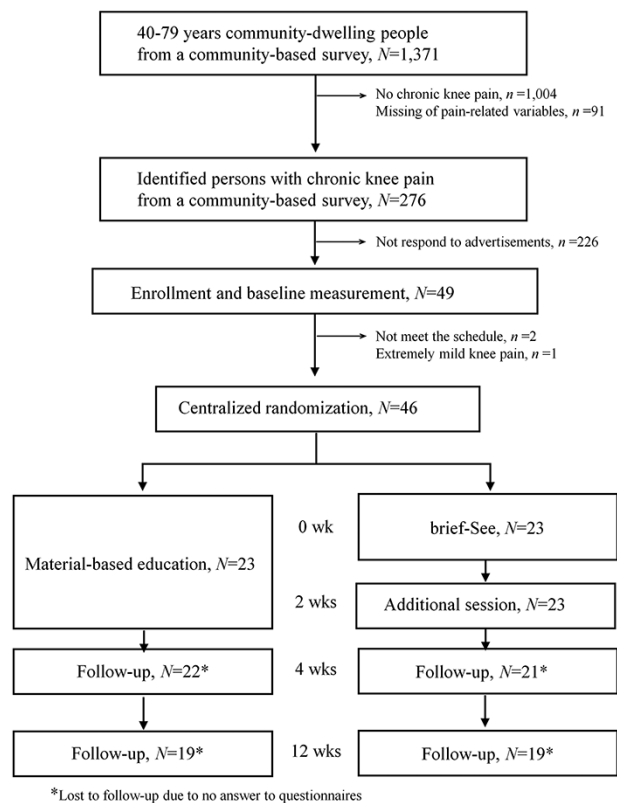 40-79 years community-dwelling people
from a community-based survey, N=1,371
No chronic knee pain, n =1,004
Missing of pain-related variables, n =91
Identified persons with chronic knee pain
from a community-based survey, N=276
Not respond to advertisements, n =226
Enrollment and baseline measurement, N=49
Not meet the schedule, n =2
Extremely mild knee pain, n =1
Centralized randomization, N=46
Material-based education, N=23
0 wk
brief-See, N=23
2 wks
Additional session, N=23
Follow-up, N=22*
4 wks
Follow-up, N=21*
Follow-up, N=19*
12 wks
Follow-up, N=19*
*Lost to follow-up due to no answer to questionnaires